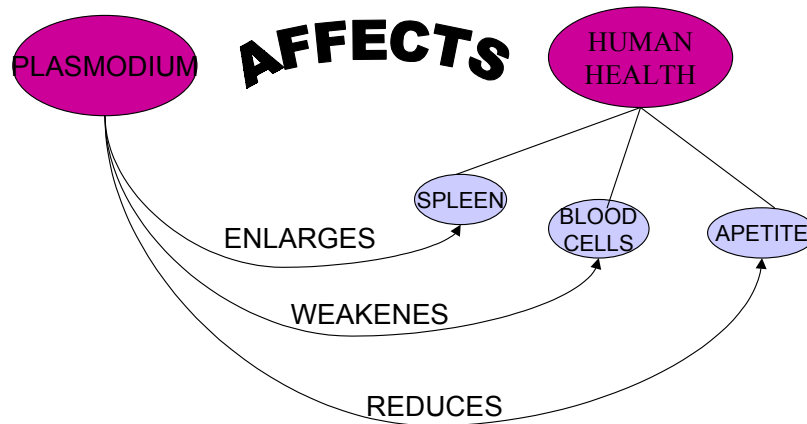 PLASMODIUM
AFFECTS
HUMAN
HEALTH
SPLEEN
BLOOD
CELLS
APETITE
ENLARGES
WEAKENES
REDUCES